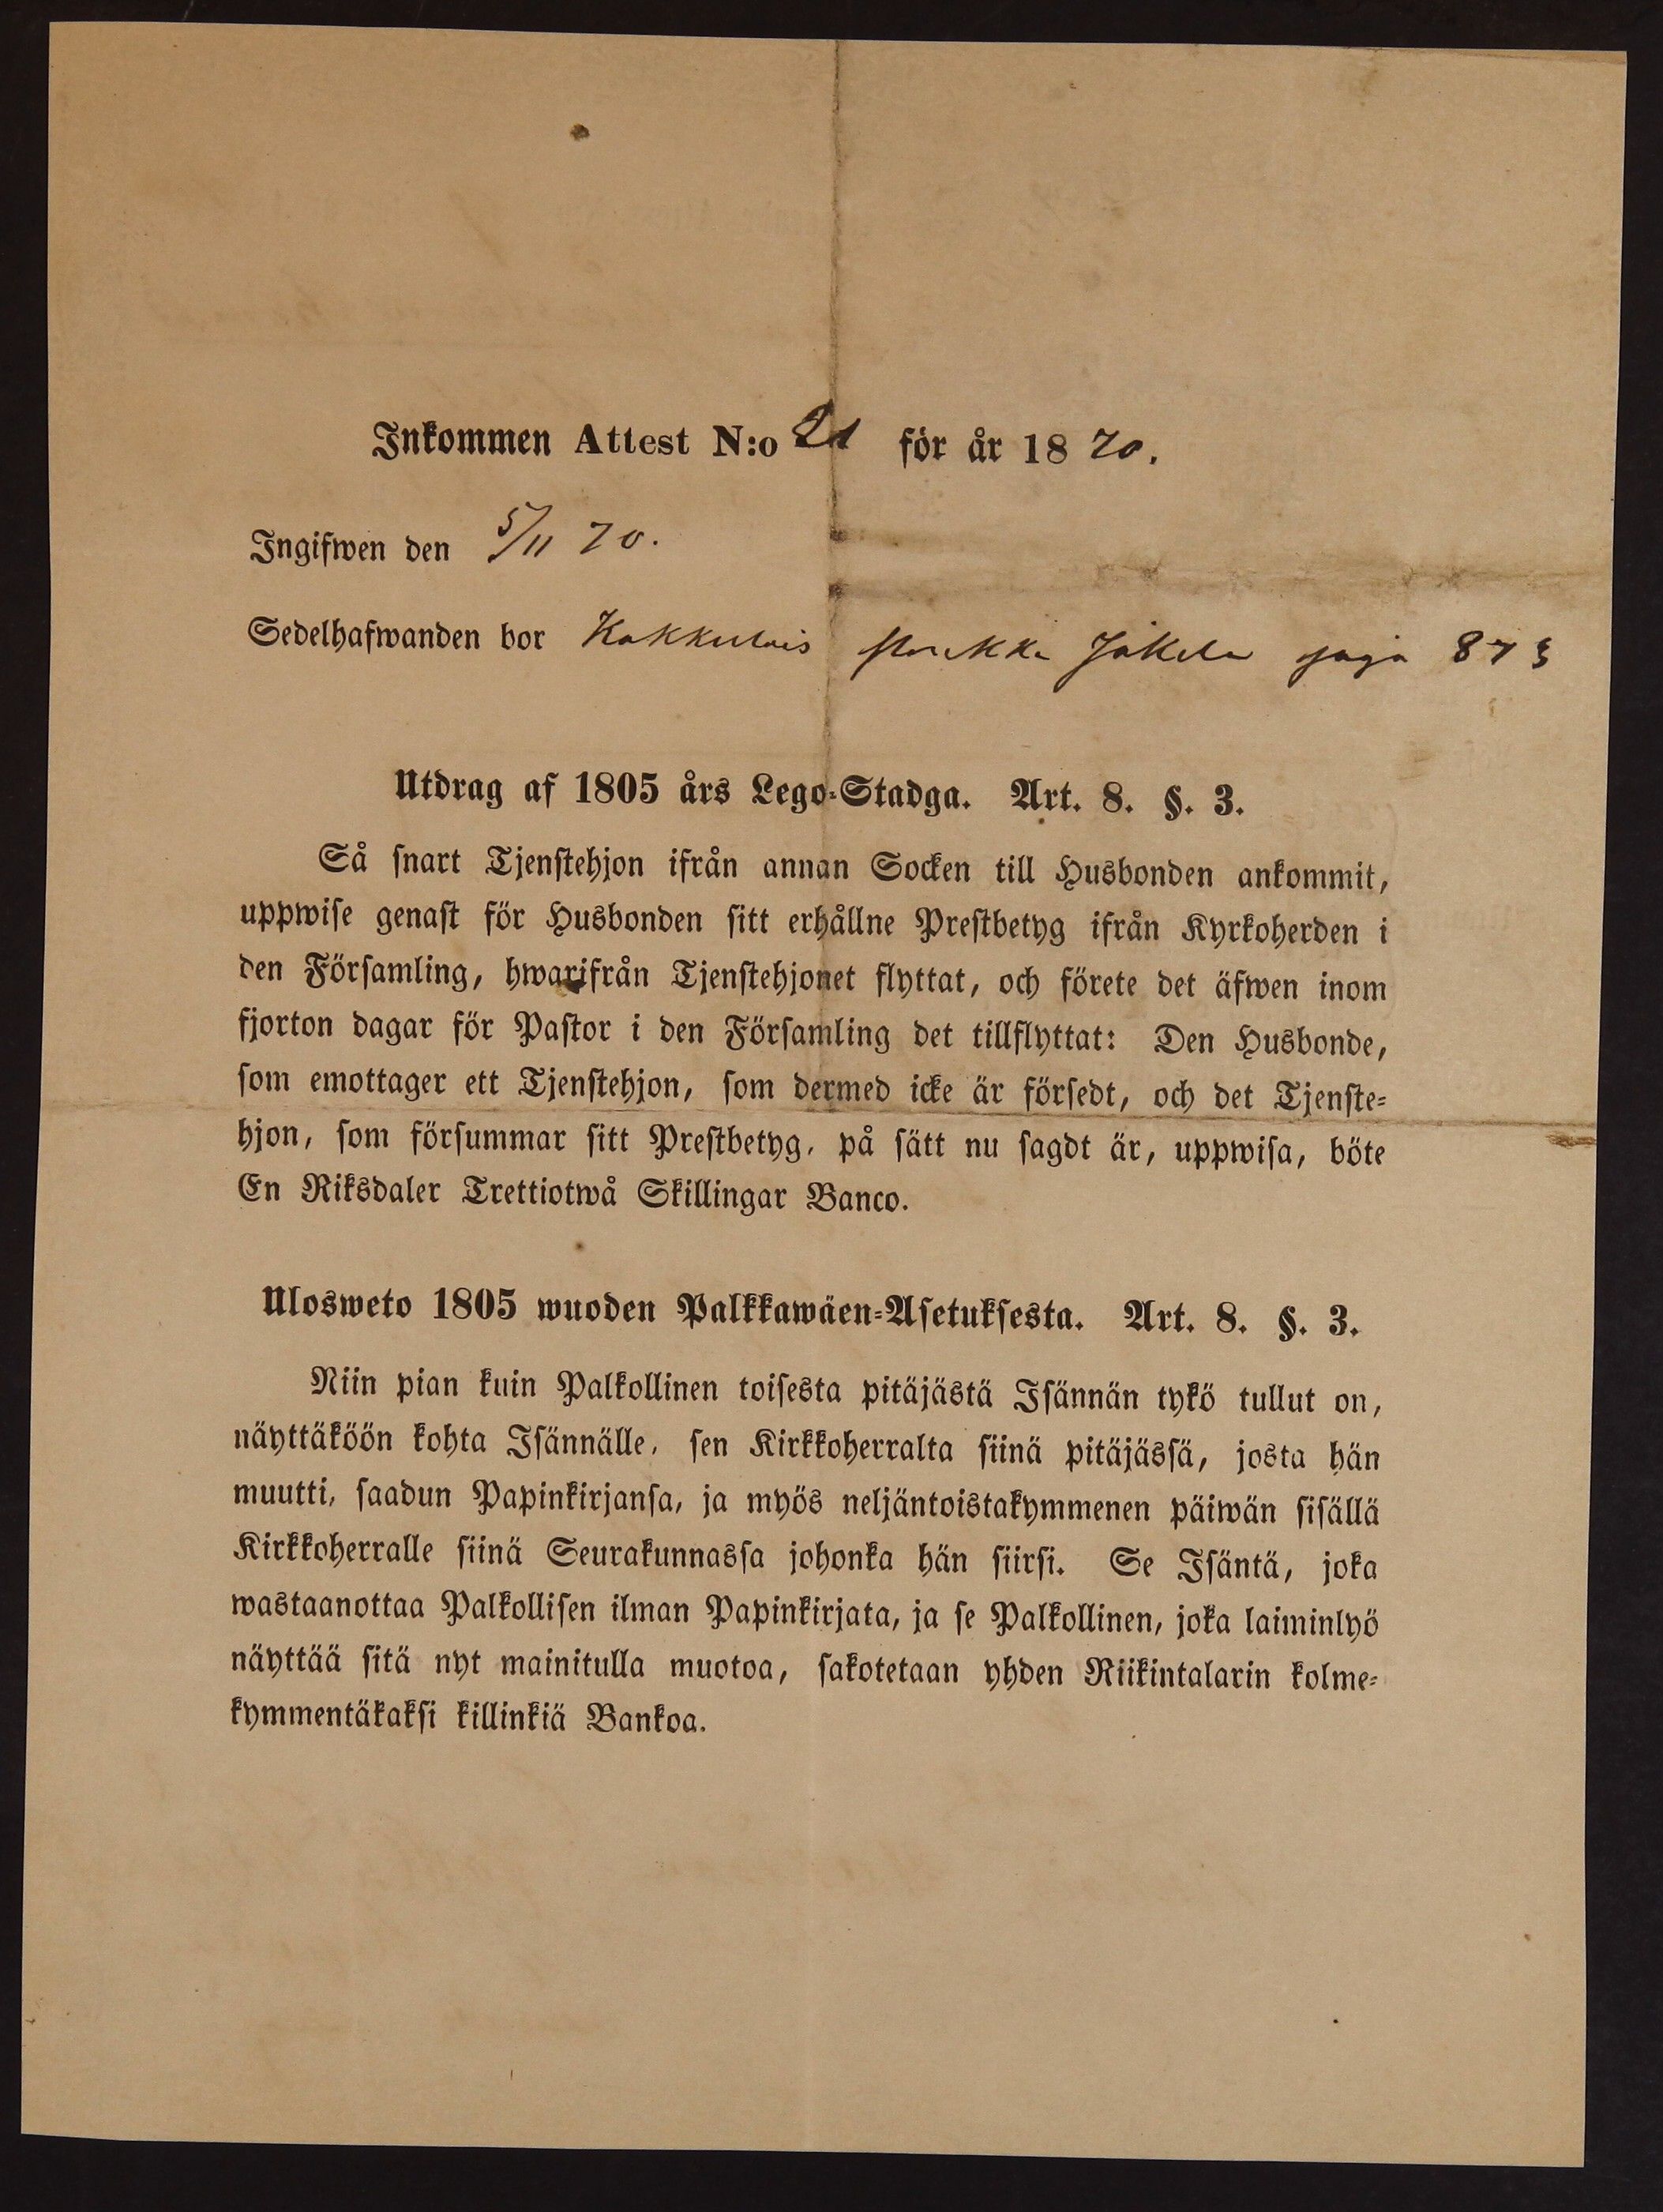 Inkommen Attest N:o 21 för år 1870.
Ingifwen den 5/11 70.
Sedelhafwanden bor
Utdrag af 1805 års Lego-Stadga. Art. 8. §. 3.
Så snart Tjenstehjon ifrån annan Socken till Husbonden ankommit,
uppwise genast för Husbonden sitt erhållne Prestbetyg ifrån Kyrkoherden i
den Församling, hwarifrån Tjenstehjonet flyttat, och förete det äfwen inom
fjorton dagar för Pastor i den Församling det tillflyttat: Den Husbonde,
som emottager ett Tjenstehjon, som dermed icke är försedt, och det Tjenste-
hjon, som försummar sitt Prestbetyg, på sätt nu sagdt är, uppwisa, böte
En Riksdaler Trettiotwå Skillingar Banco.
Ulosweto 1805 wuoden Palkkawäen-Asetuksesta. Art. 8. §. 3.
Niin pian kuin Palkollinen toisesta pitäjästä Isännän tykö tullut on,
näyttäköön kohta Isännälle, sen Kirkkoherralta siinä pitäjässä, josta hän
muutti, saadun Papinkirjansa, ja myös neljäntoistakymmenen päiwän sisällä
Kirkkoherralle siinä Seurakunnassa johonka hän siirsi. Se Isäntä, joka
wastaanottaa Palkollisen ilman Papinkirjata, ja se Palkollinen, joka laiminlyö
näyttää sitä nyt mainitulla muotoa, sakotetaan yhden Riikintalarin kolme-
kymmentäkaksi killinkiä Bankoa.